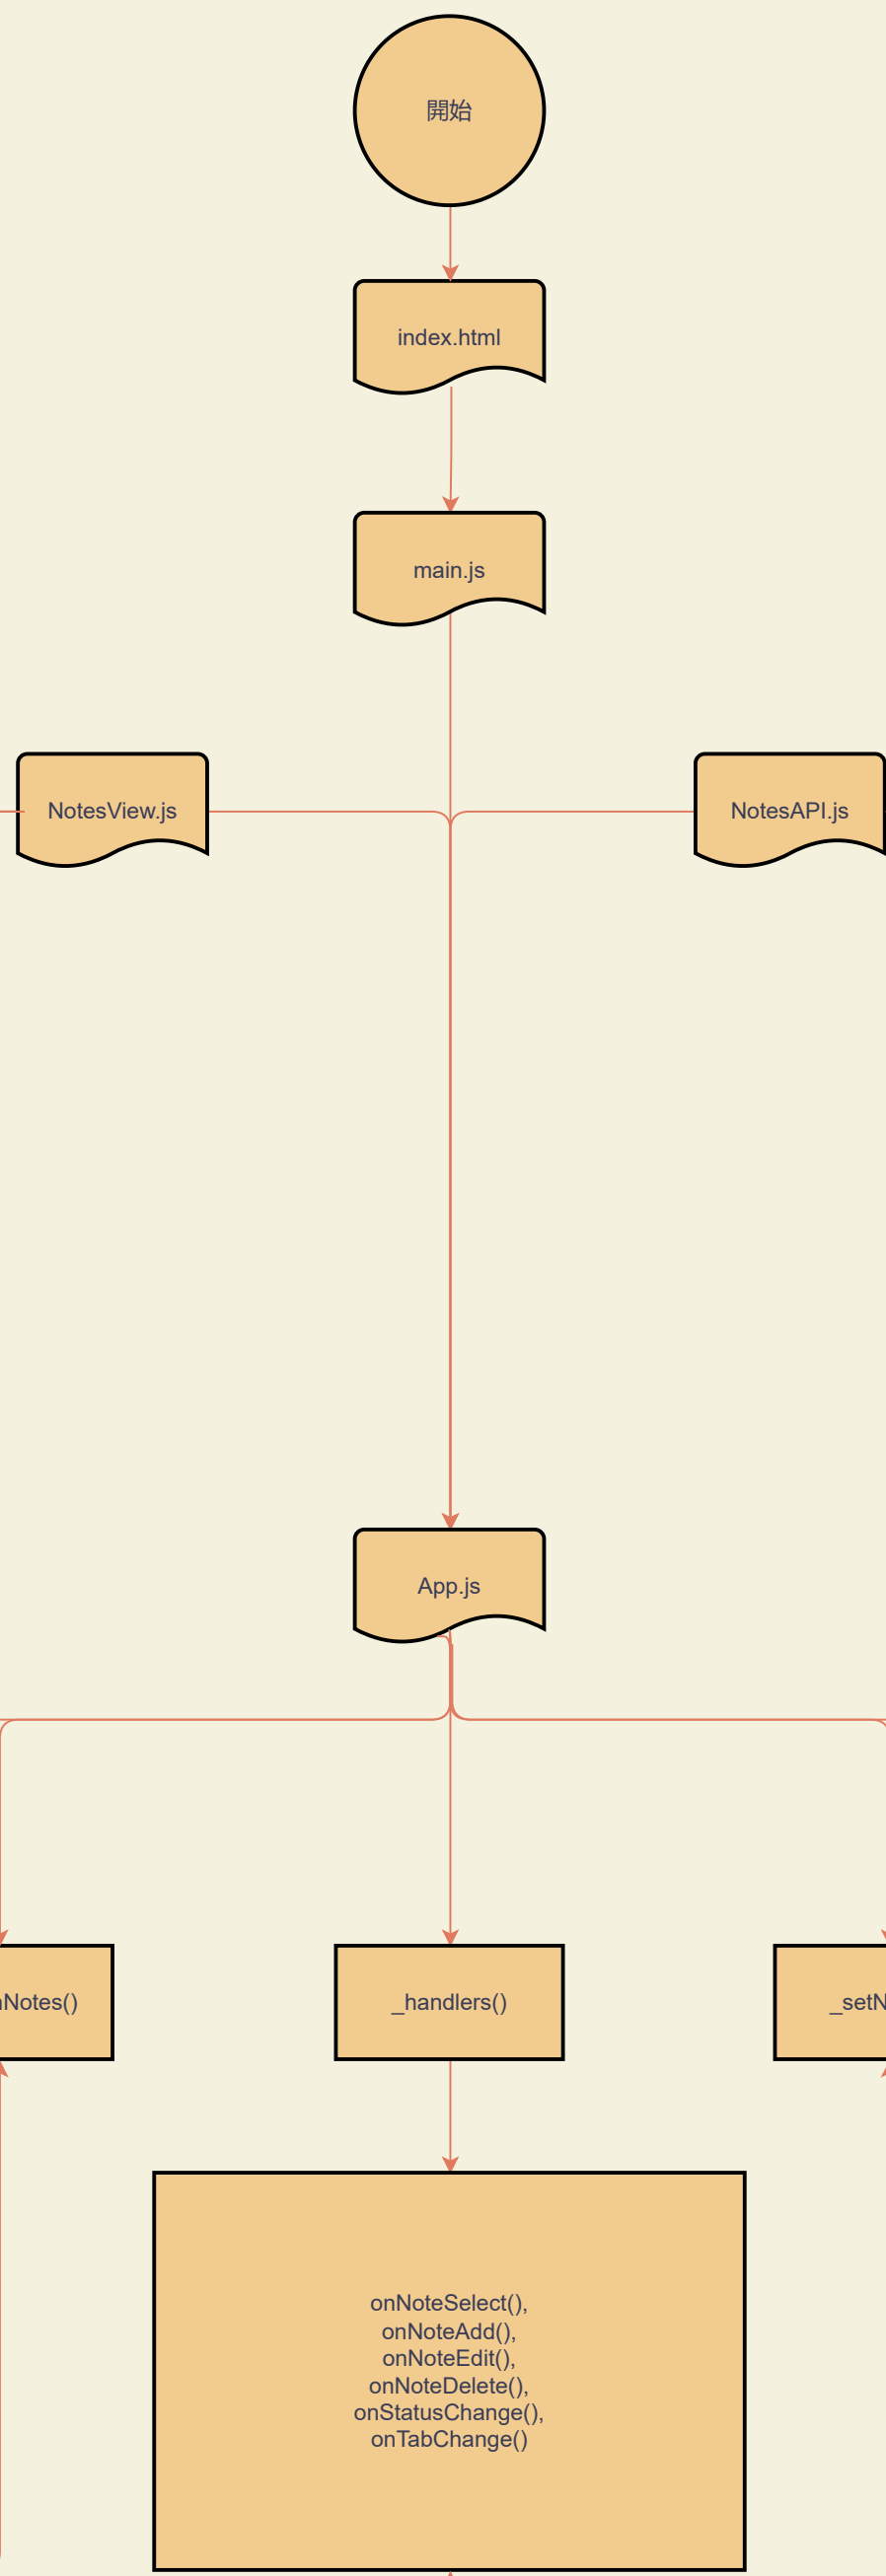 開始
index.html
main.js
NotesView.js
NotesAPI.js
App.js
Notes()
_handlers()
_setN
onNoteSelect(),
onNoteAdd(),
onNoteEdit(),
onNoteDelete(),
onStatusChange(),
onTabChange()